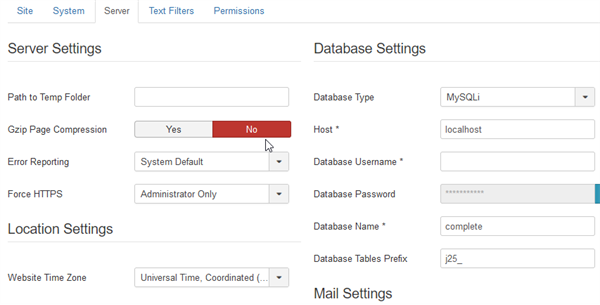 Site System Server Text Filters Permissions
Server Settings
Path to Temp Folder
Gzip Page Compression Yes No
Error Reporting System Default
Force HTTPS Administrator Only
Location Settings
Website Time Zone Universal Time, Coordinated (...
Database Settings
Database Type MySQLi
Host * localhost
Database Username *
Database Password ***********
Database Name * complete
Database Tables Prefix j25_
Mail Settings